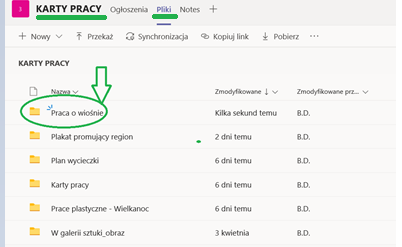 3 KARTY PRACY Ogłoszenia Pliki Notes +
+ Nowy Przekaż Synchronizacja Kopiuj link Pobierz ...
KARTY PRACY
Nazwa Zmodyfikowane ↓ Zmodyfikowane prz...
Praca o wiośnie Kilka sekund temu B.D.
Plakat promujący region 2 dni temu B.D.
Plan wycieczki 6 dni temu B.D.
Karty pracy 6 dni temu B.D.
Prace plastyczne - Wielkanoc 6 dni temu B.D.
W galerii sztuki_obraz 3 kwietnia B.D.